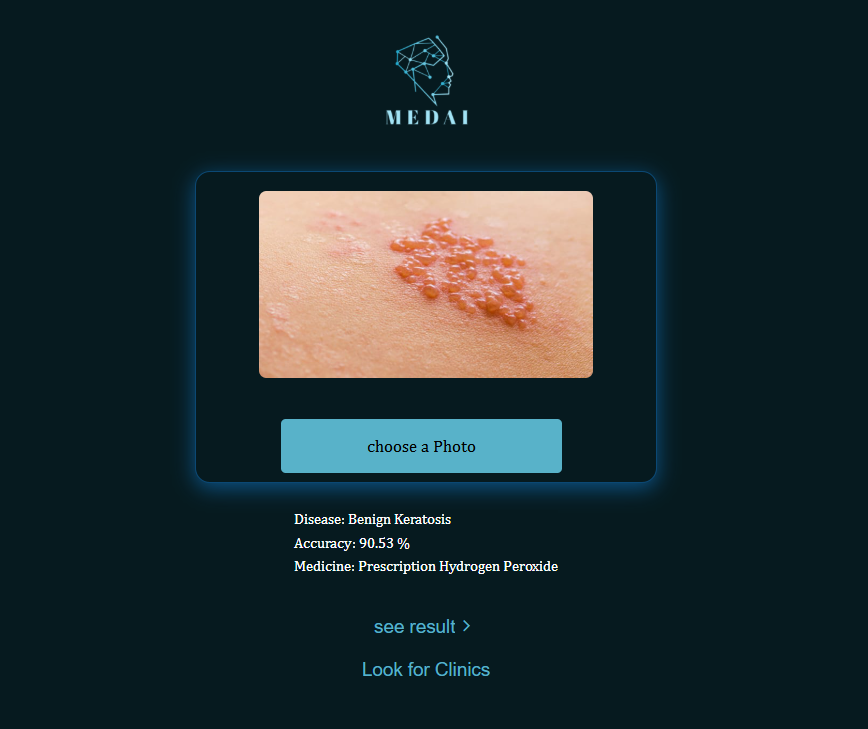 MEDAI
choose a Photo
Disease: Benign Keratosis
Accuracy: 90.53 %
Medicine: Prescription Hydrogen Peroxide
see result >
Look for Clinics